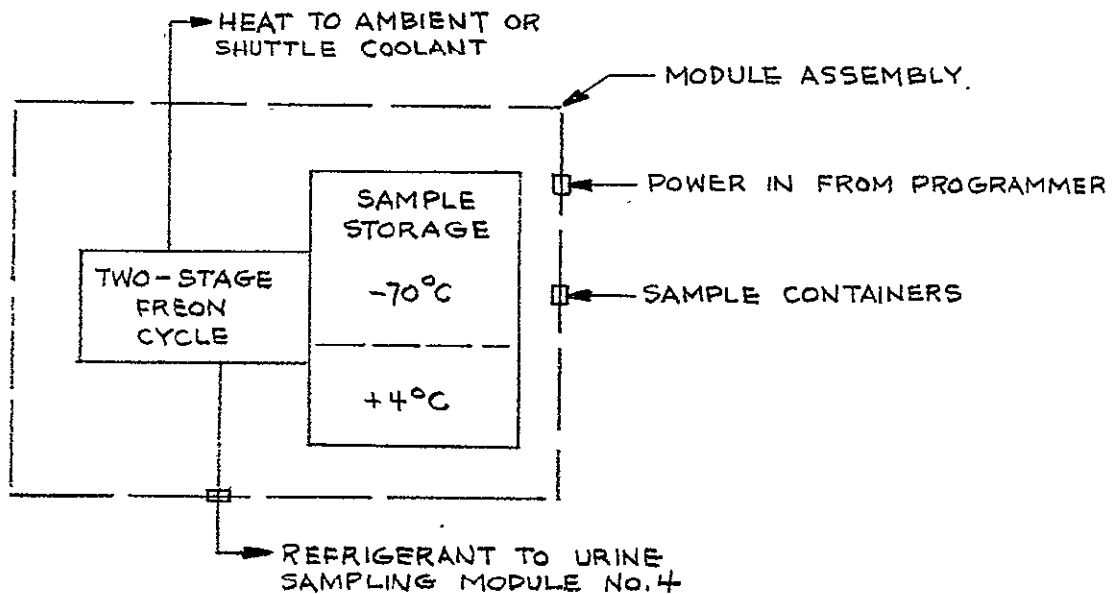 HEAT TO AMBIENT OR
SHUTTLE COOLANT
MODULE ASSEMBLY.
POWER IN FROM PROGRAMMER
SAMPLE
STORAGE
-70°C
TWO-STAGE
FREON
CYCLE
SAMPLE CONTAINERS
+4°C
REFRIGERANT TO URINE
SAMPLING MODULE NO.4